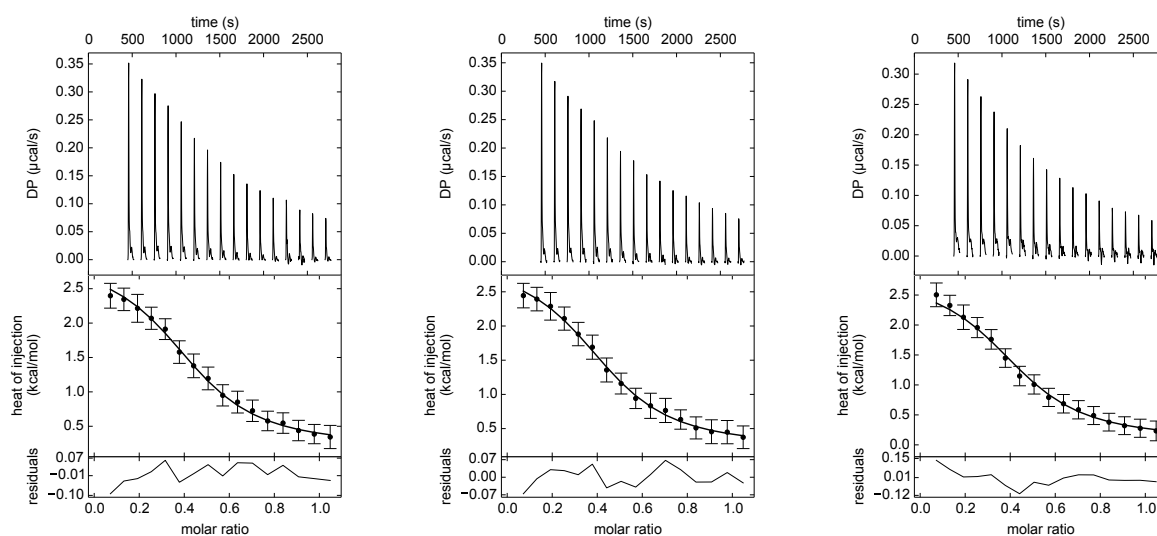 time (s)
0 500 1000 1500 2000 2500
0.35
0.30
0.25
0.20
0.15
0.10
0.05
0.00
DP (µcal/s)
2.5
2.0
1.5
1.0
0.5
heat of injection
(kcal/mol)
0.07
−0.01
−0.10
residuals
0.0 0.2 0.4 0.6 0.8 1.0
molar ratio
time (s)
0 500 1000 1500 2000 2500
0.35
0.30
0.25
0.20
0.15
0.10
0.05
0.00
DP (µcal/s)
2.5
2.0
1.5
1.0
0.5
heat of injection
(kcal/mol)
0.07
0.00
−0.07
residuals
0.0 0.2 0.4 0.6 0.8 1.0
molar ratio
time (s)
0 500 1000 1500 2000 2500
0.30
0.25
0.20
0.15
0.10
0.05
0.00
DP (µcal/s)
2.5
2.0
1.5
1.0
0.5
0.0
heat of injection
(kcal/mol)
0.15
0.01
−0.12
residuals
0.0 0.2 0.4 0.6 0.8 1.0
molar ratio